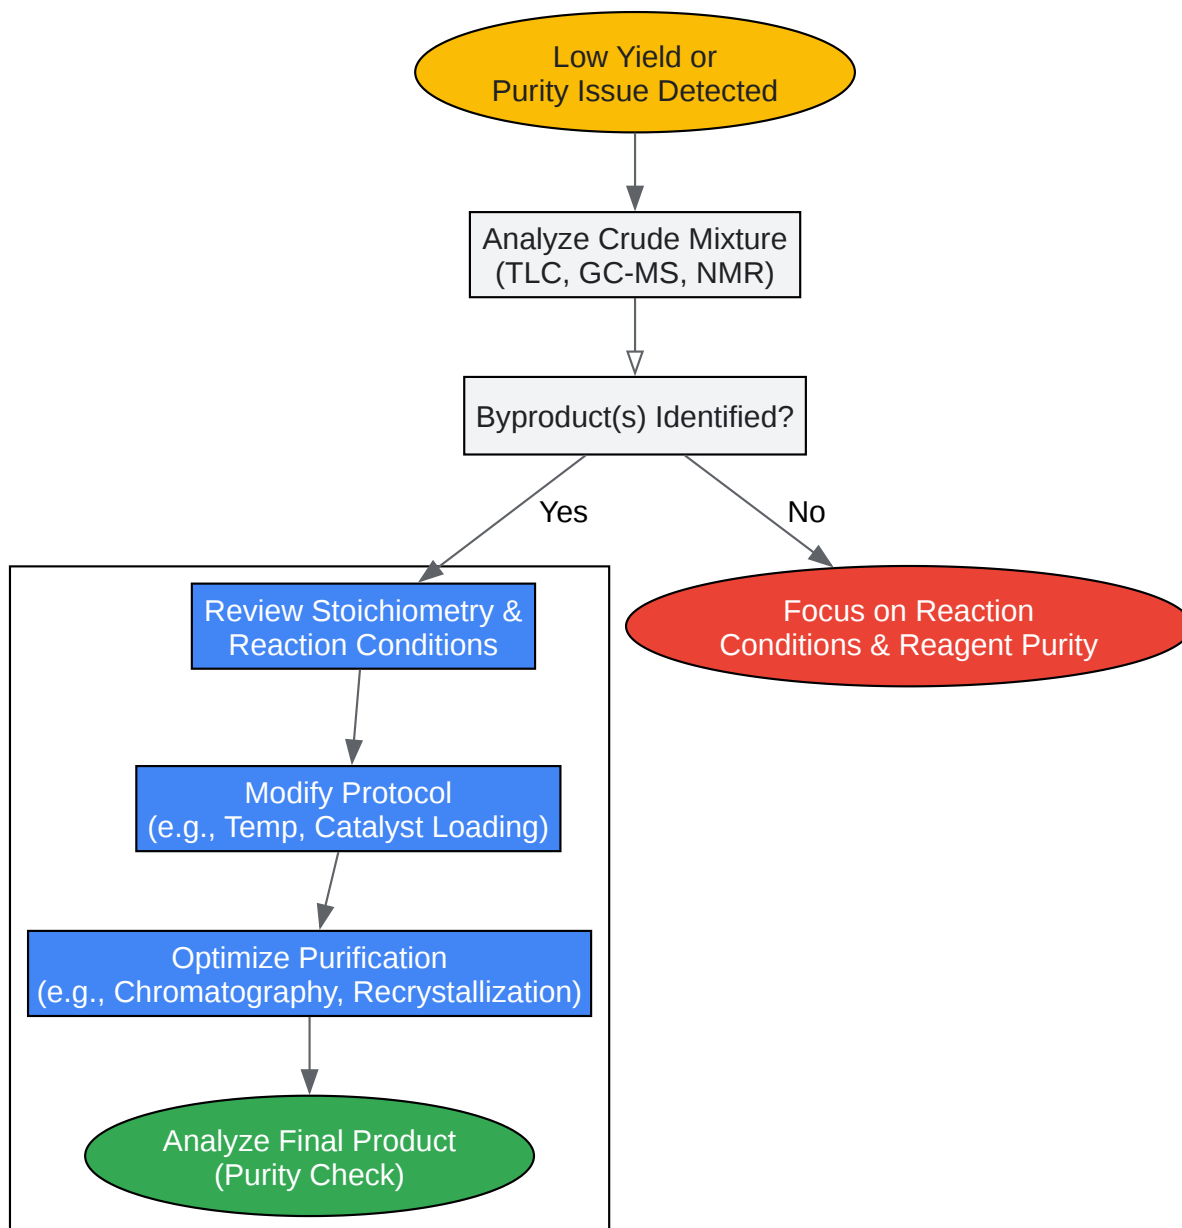 Low Yield or
Purity Issue Detected
Analyze Crude Mixture
(TLC, GC-MS, NMR)
Byproduct(s) Identified?
Yes
No
Review Stoichiometry &
Reaction Conditions
Focus on Reaction
Conditions & Reagent Purity
Modify Protocol
(e.g., Temp, Catalyst Loading)
Optimize Purification
(e.g., Chromatography, Recrystallization)
Analyze Final Product
(Purity Check)